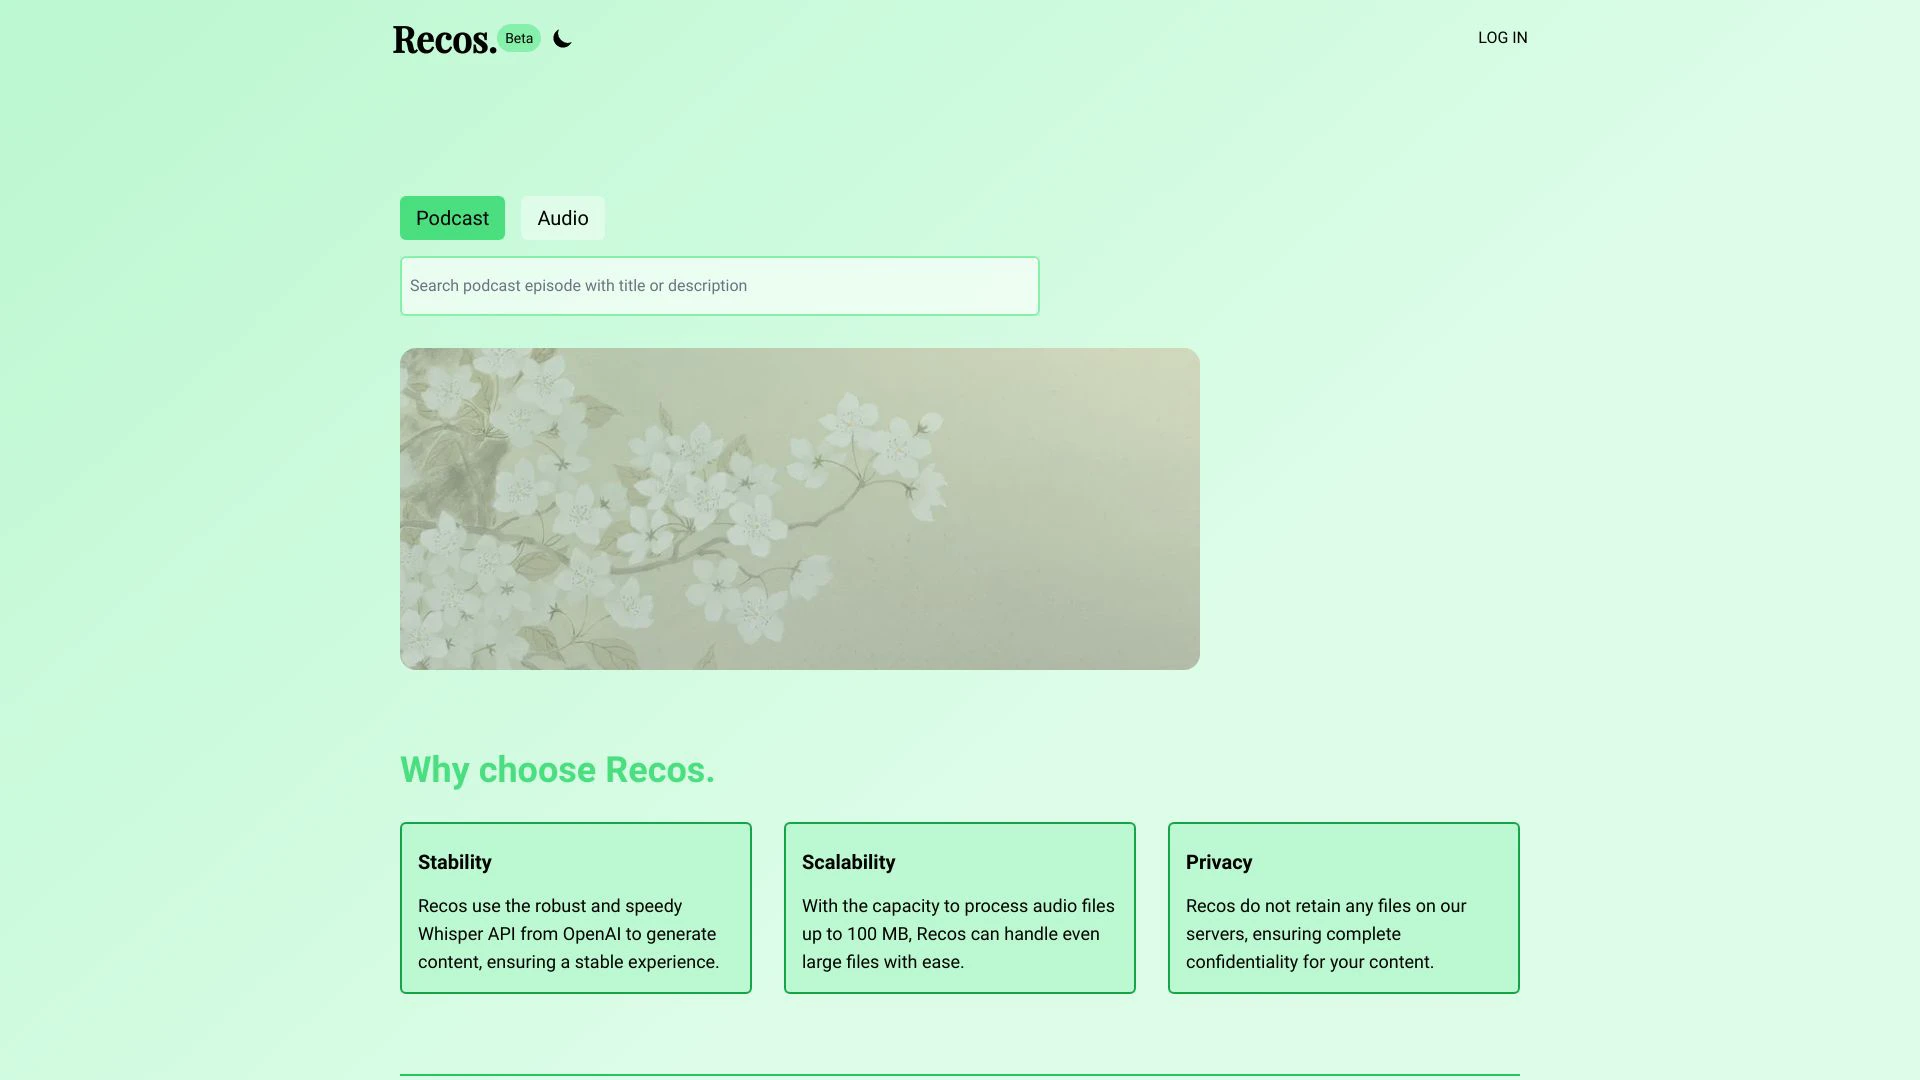 Recos. Beta
LOG IN
Podcast Audio
Search podcast episode with title or description
Why choose Recos.
Stability
Recos use the robust and speedy
Whisper API from OpenAI to generate
content, ensuring a stable experience.
Scalability
With the capacity to process audio files
up to 100 MB, Recos can handle even
large files with ease.
Privacy
Recos do not retain any files on our
servers, ensuring complete
confidentiality for your content.